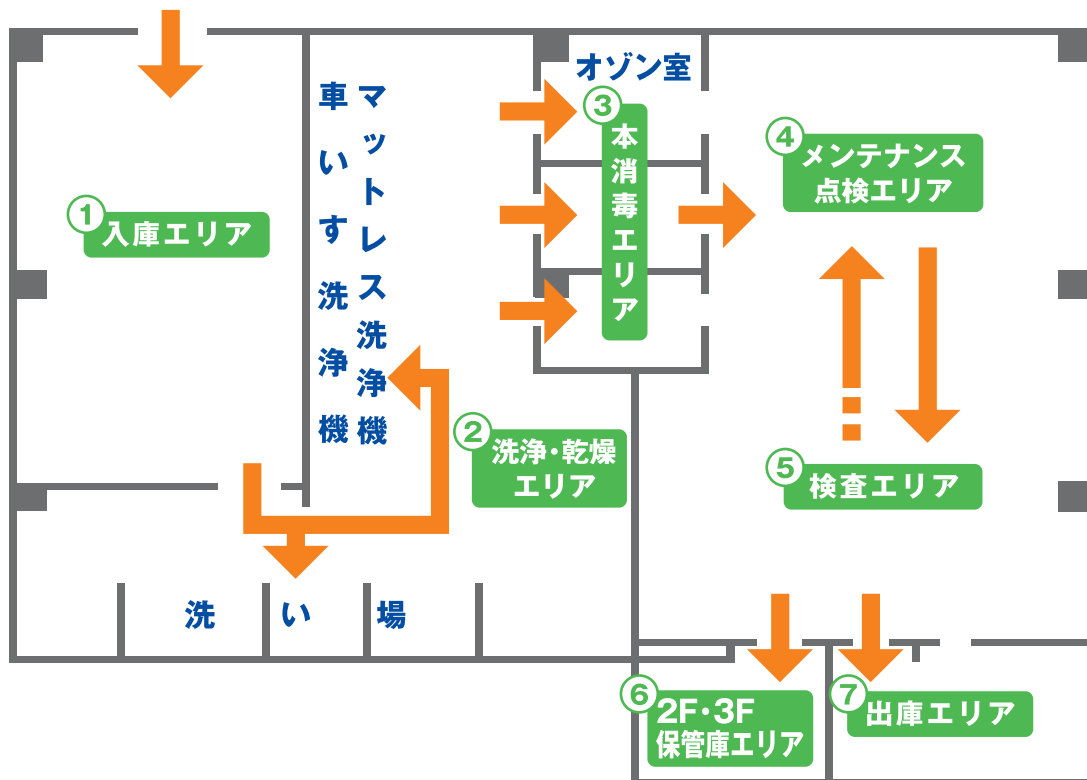 ① 入庫エリア
車いす洗浄機
マットレス洗浄機
洗い場
② 洗浄・乾燥
エリア
オゾン室
③ 本消毒エリア
④ メンテナンス
点検エリア
⑤ 検査エリア
⑥ 2F・3F
保管庫エリア
⑦ 出庫エリア